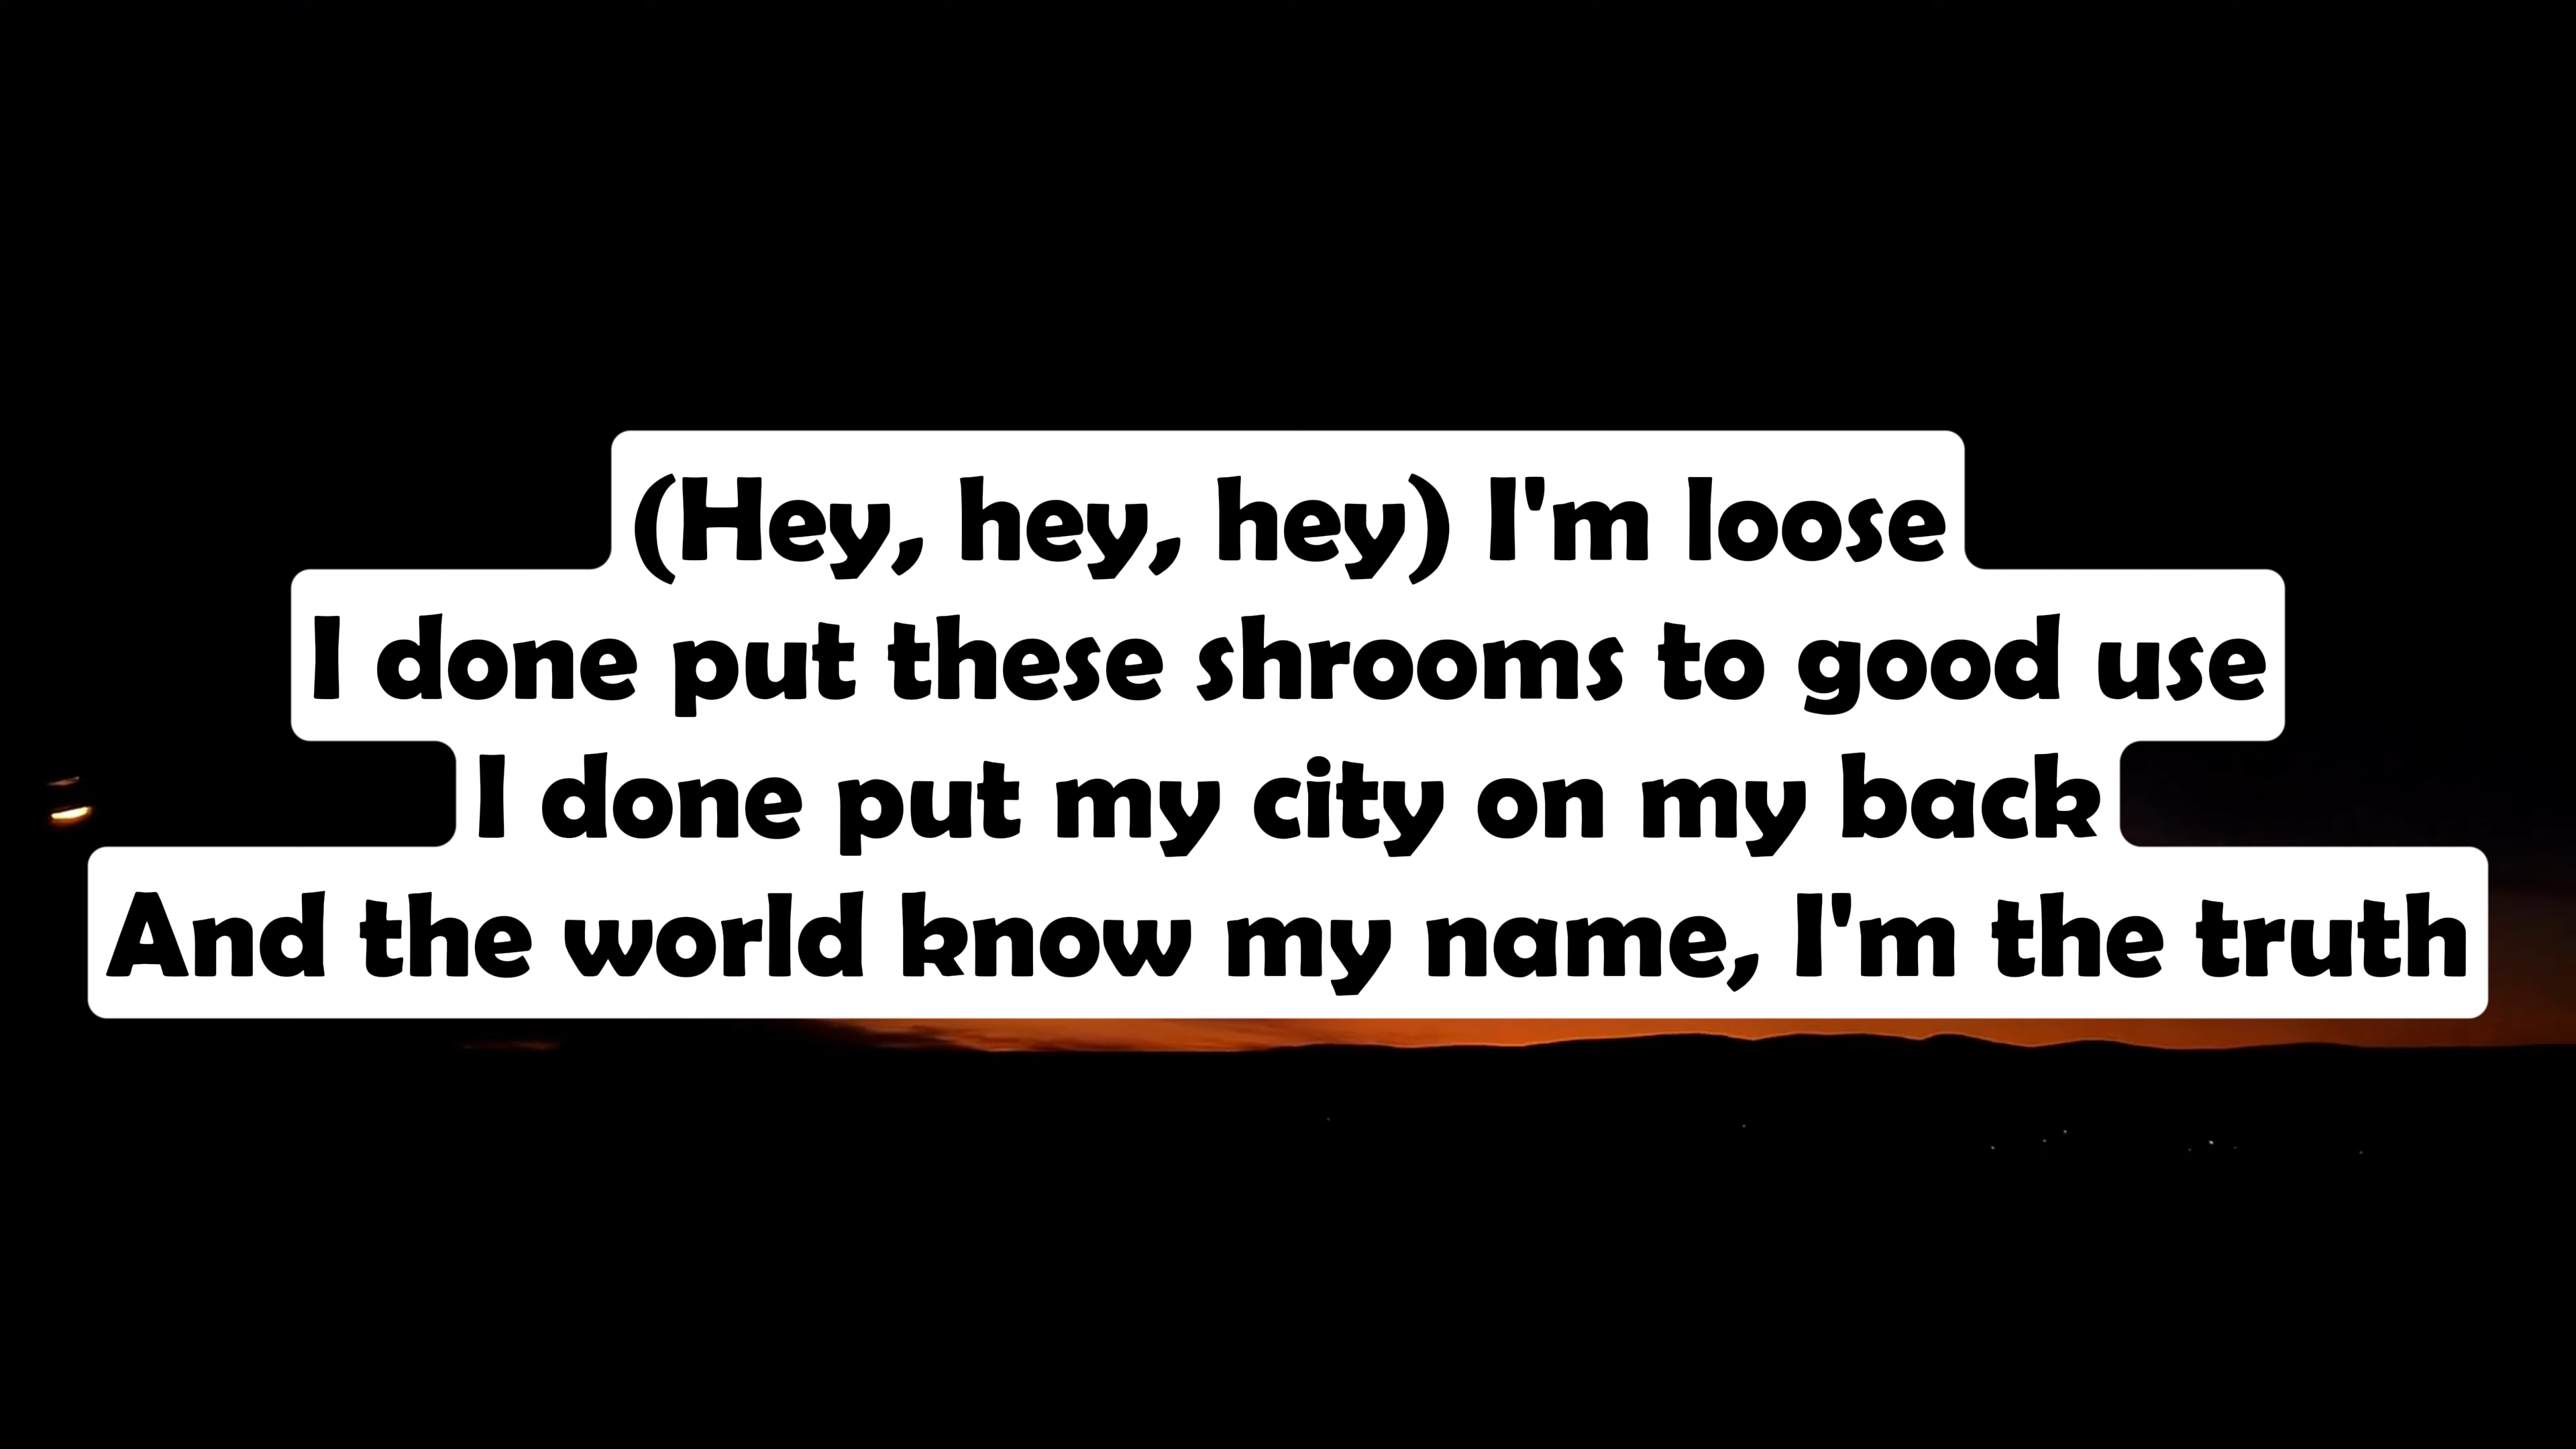 (Hey, hey, hey) I'm loose
I done put these shrooms to good use
I done put my city on my back
And the world know my name, I'm the truth